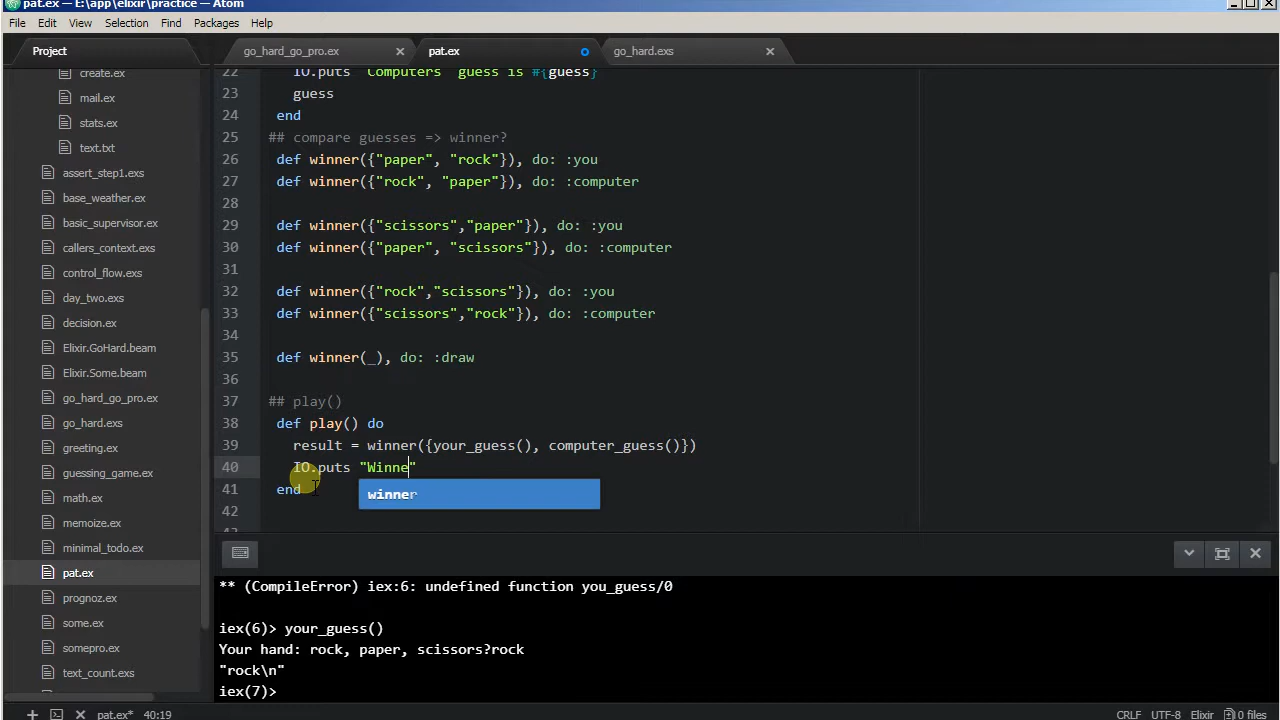 pat.ex — E:\app\elixir\practice — Atom
File Edit View Selection Find Packages Help
Project
go_hard_go_pro.ex
pat.ex
go_hard.exs
create.ex
mail.ex
stats.ex
text.txt
assert_step1.exs
base_weather.ex
basic_supervisor.ex
callers_context.exs
control_flow.exs
day_two.exs
decision.ex
Elixir.GoHard.beam
Elixir.Some.beam
go_hard_go_pro.ex
go_hard.exs
greeting.ex
guessing_game.ex
math.ex
memoize.ex
minimal_todo.ex
pat.ex
prognoz.ex
some.ex
somepro.ex
text_count.exs
22 IO.puts "Computers' guess is #{guess}
23 guess
24 end
25 ## compare guesses => winner?
26 def winner({"paper", "rock"}), do: :you
27 def winner({"rock", "paper"}), do: :computer
28
29 def winner({"scissors","paper"}), do: :you
30 def winner({"paper", "scissors"}), do: :computer
31
32 def winner({"rock","scissors"}), do: :you
33 def winner({"scissors","rock"}), do: :computer
34
35 def winner(_), do: :draw
36
37 ## play()
38 def play() do
39 result = winner({your_guess(), computer_guess()})
40 IO.puts "Winne"
41 end
winner
42
** (CompileError) iex:6: undefined function you_guess/0
iex(6)> your_guess()
Your hand: rock, paper, scissors?rock
"rock\n"
iex(7)>
pat.ex* 40:19 CRLF UTF-8 Elixir 0 files